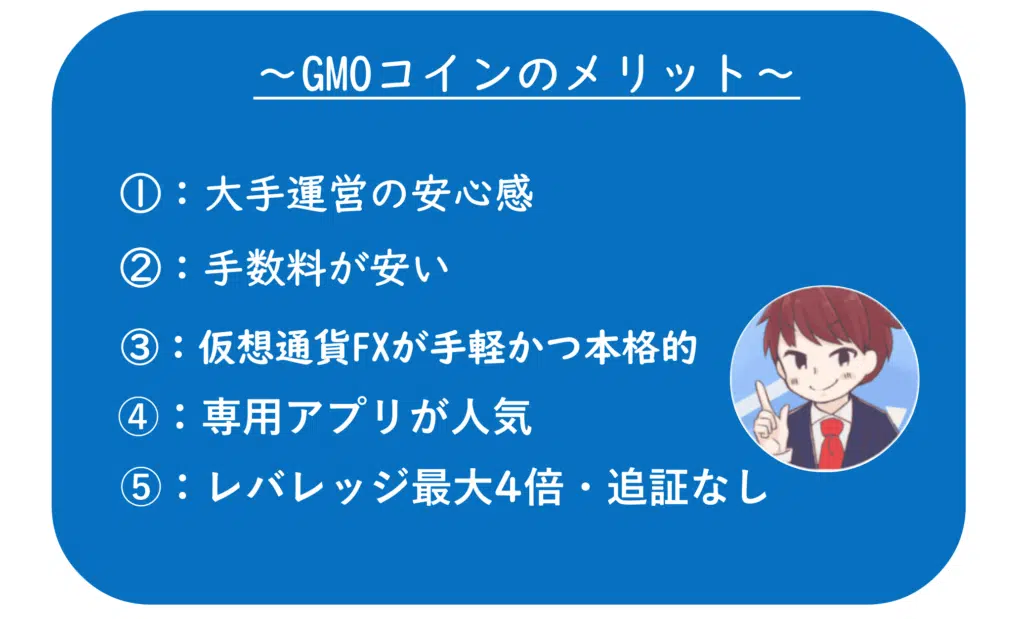 ～GMOコインのメリット～
①：大手運営の安心感
②：手数料が安い
③：仮想通貨FXが手軽かつ本格的
④：専用アプリが人気
⑤：レバレッジ最大4倍・追証なし